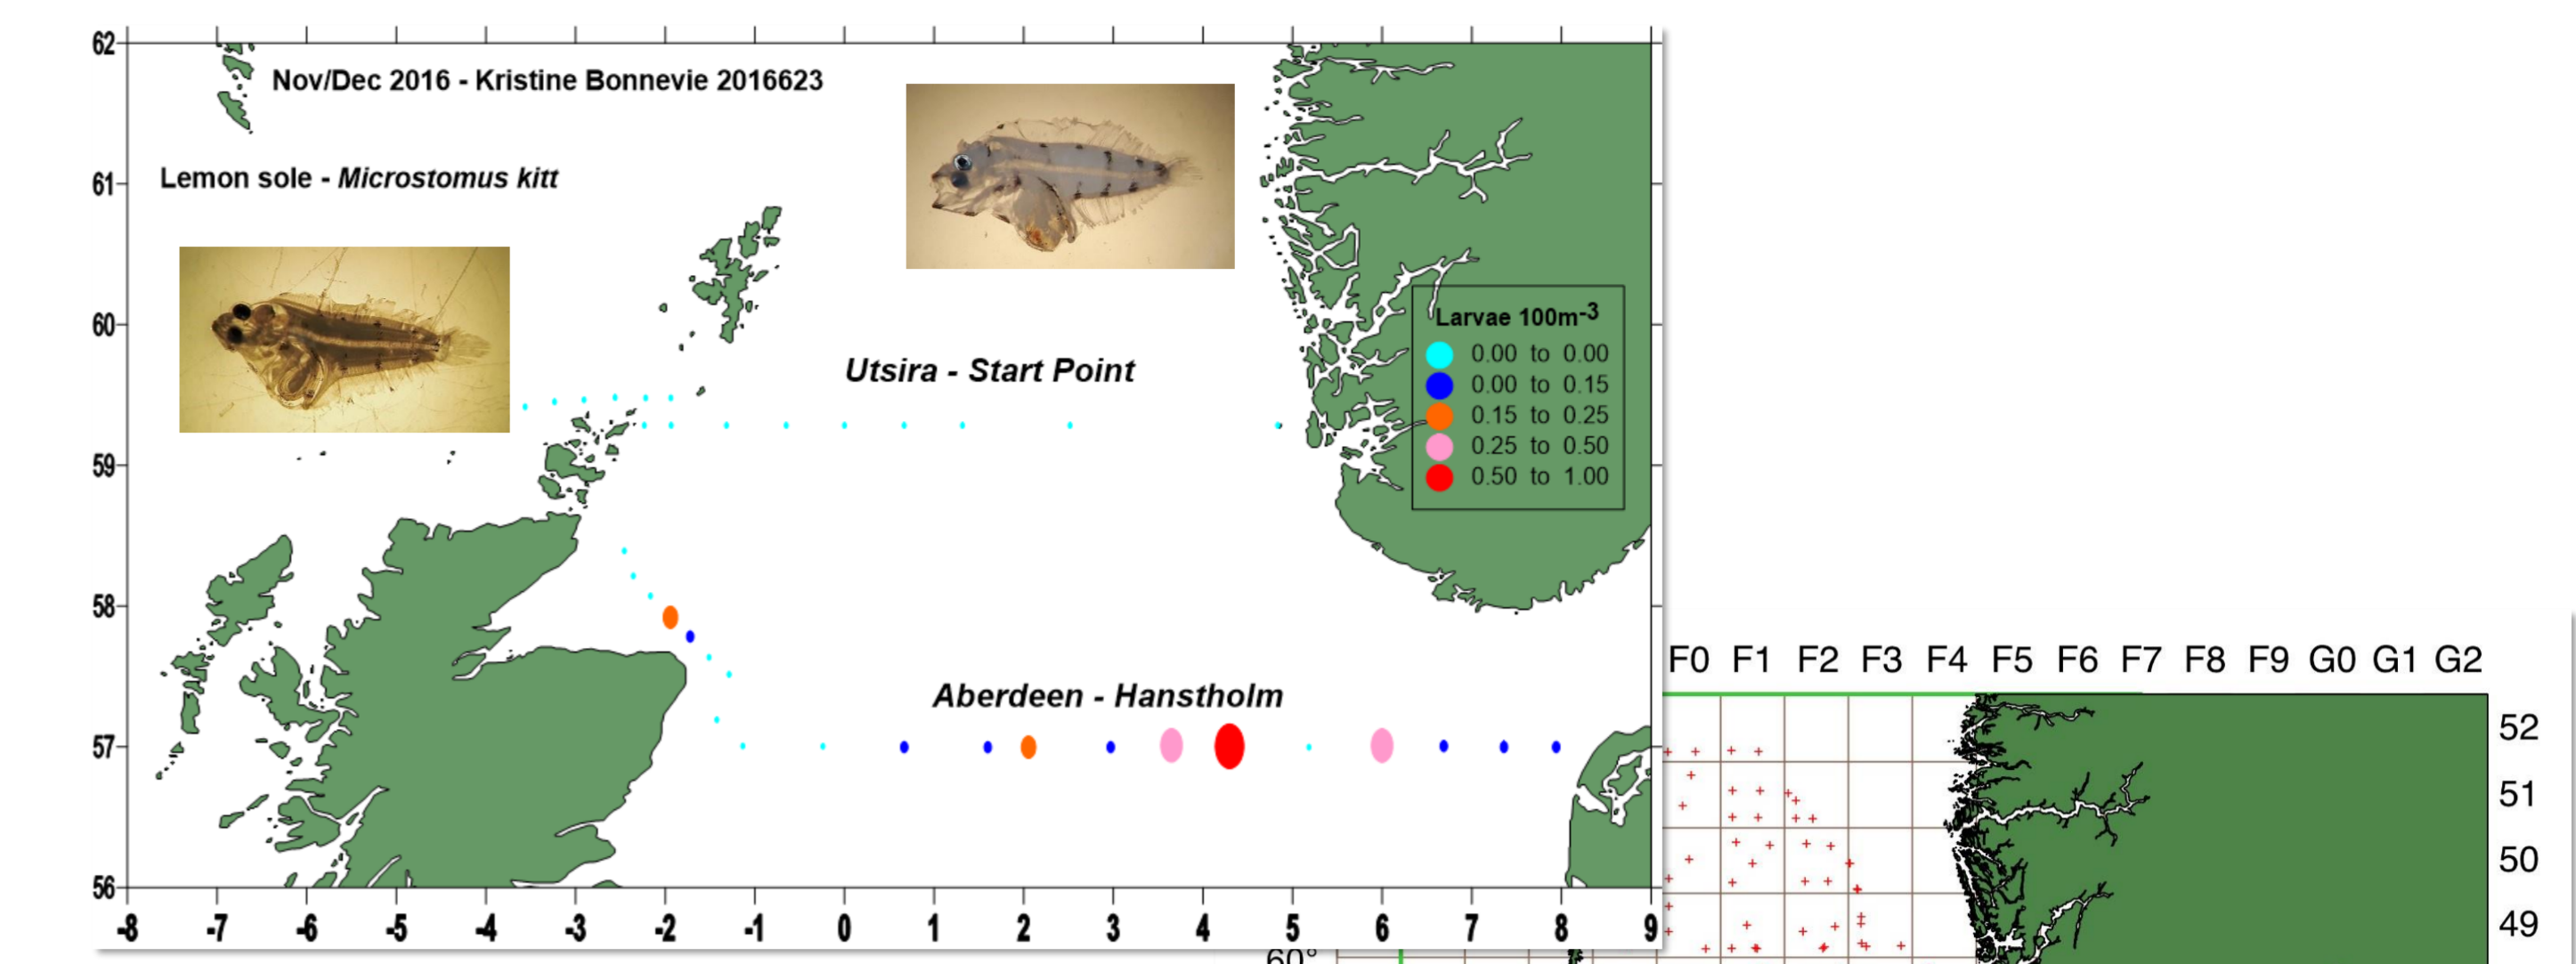 62
Nov/Dec 2016 - Kristine Bonnevie 2016623
61
Lemon sole - Microstomus kitt
60
Larvae 100m-3
0.00 to 0.00
0.00 to 0.15
0.15 to 0.25
0.25 to 0.50
0.50 to 1.00
Utsira - Start Point
59
58
Aberdeen - Hanstholm
57
56
-8 -7 -6 -5 -4 -3 -2 -1 0 1 2 3 4 5 6 7 8 9
F0 F1 F2 F3 F4 F5 F6 F7 F8 F9 G0 G1 G2
52
51
50
49
60°